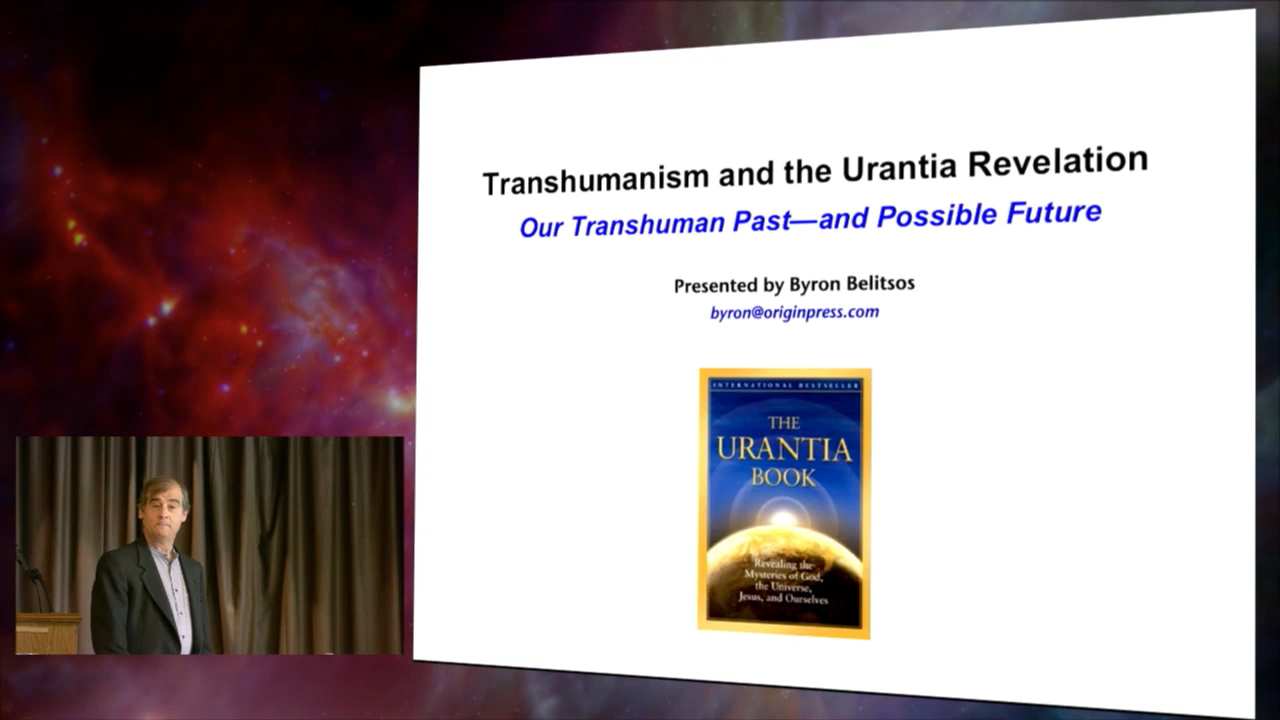 Transhumanism and the Urantia Revelation
Our Transhuman Past—and Possible Future
Presented by Byron Belitsos
byron@originpress.com
INTERNATIONAL BESTSELLER
THE
URANTIA
BOOK
Revealing the
Mysteries of God,
the Universe,
Jesus, and Ourselves